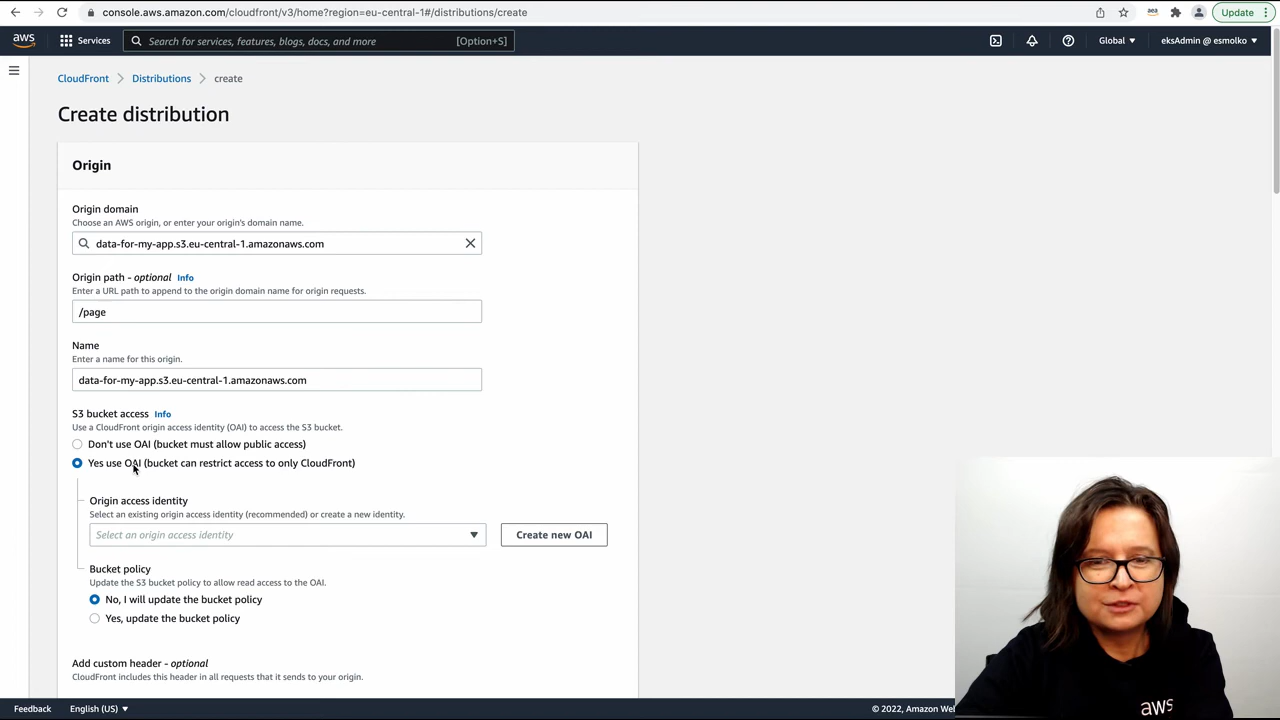 console.aws.amazon.com/cloudfront/v3/home?region=eu-central-1#/distributions/create
aea
Update
aws
Services
Search for services, features, blogs, docs, and more
[Option+S]
Global
eksAdmin @ esmolko
CloudFront
Distributions
create
Create distribution
Origin
Origin domain
Choose an AWS origin, or enter your origin's domain name.
data-for-my-app.s3.eu-central-1.amazonaws.com
Origin path - optional Info
Enter a URL path to append to the origin domain name for origin requests.
/page
Name
Enter a name for this origin.
data-for-my-app.s3.eu-central-1.amazonaws.com
S3 bucket access Info
Use a CloudFront origin access identity (OAI) to access the S3 bucket.
Don't use OAI (bucket must allow public access)
Yes use OAI (bucket can restrict access to only CloudFront)
Origin access identity
Select an existing origin access identity (recommended) or create a new identity.
Select an origin access identity
Create new OAI
Bucket policy
Update the S3 bucket policy to allow read access to the OAI.
No, I will update the bucket policy
Yes, update the bucket policy
Add custom header - optional
CloudFront includes this header in all requests that it sends to your origin.
Feedback
English (US)
© 2022, Amazon Web
aws